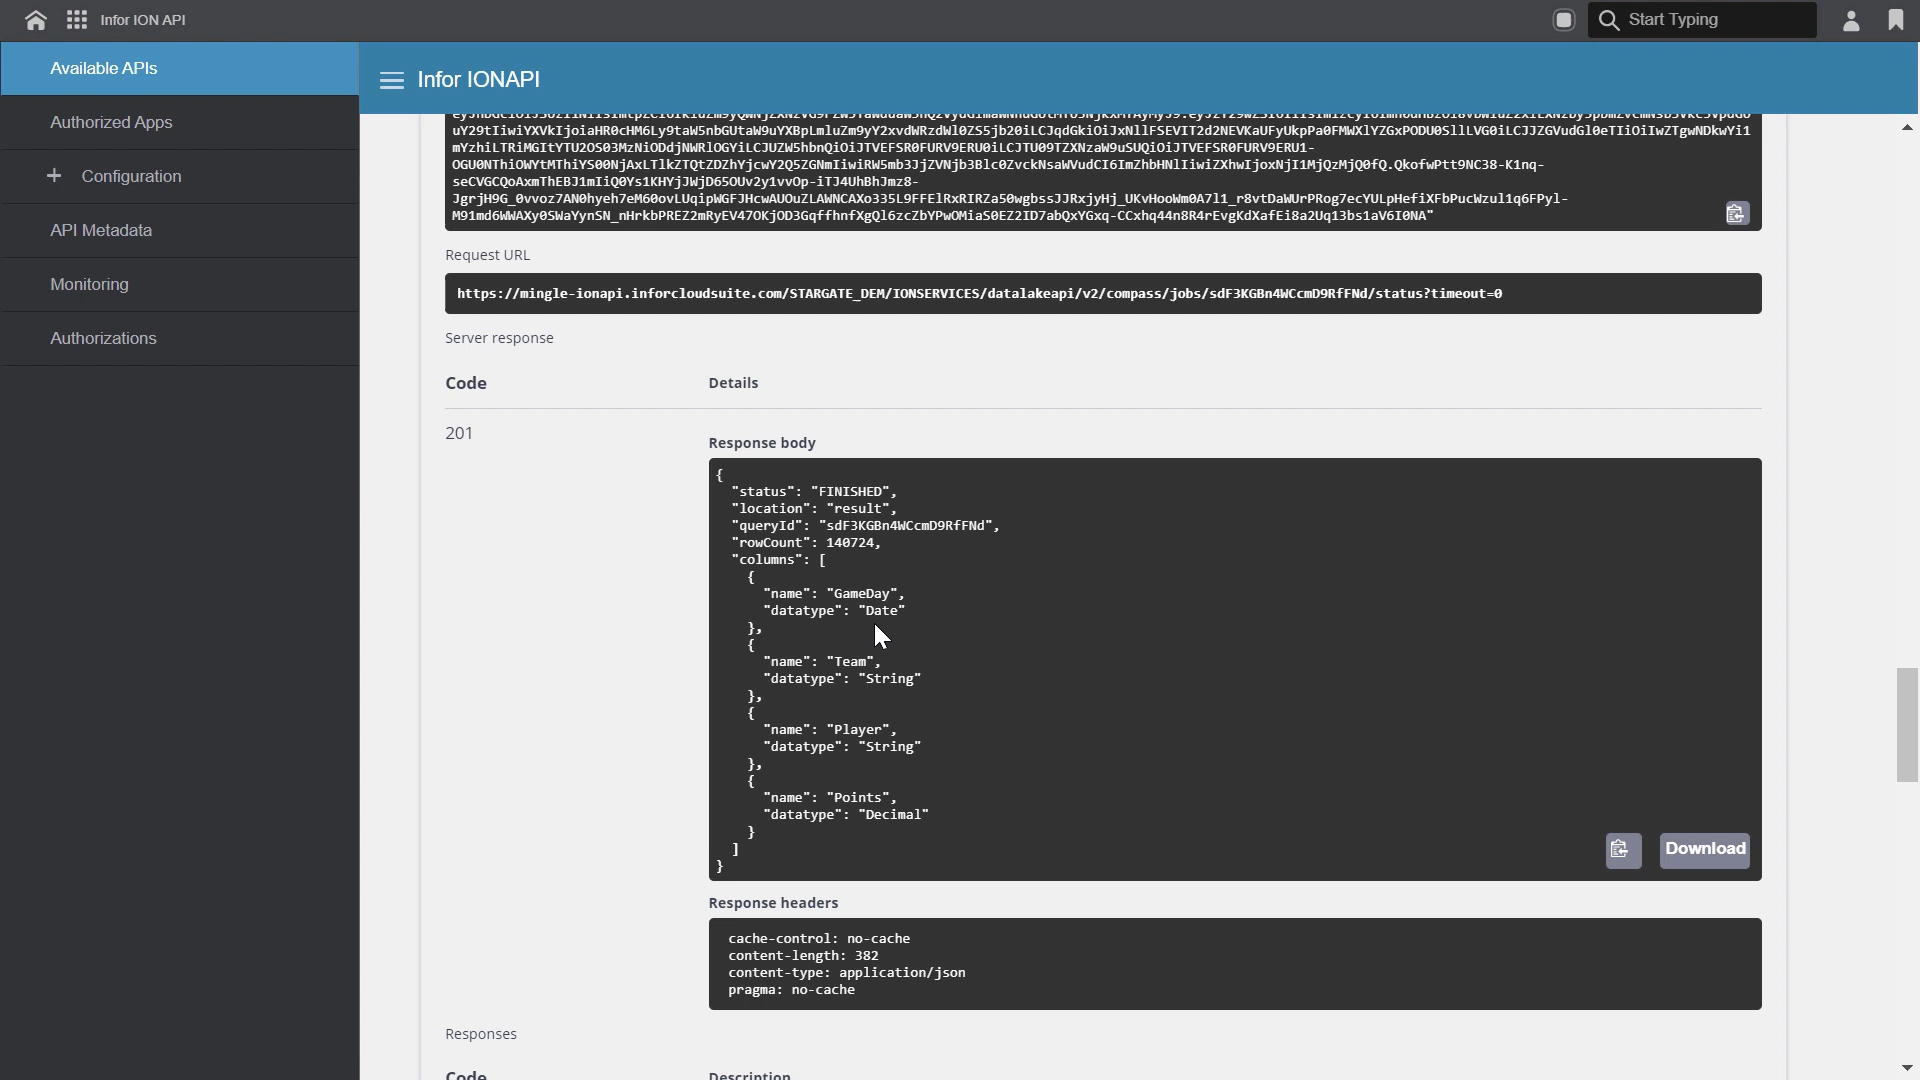 Infor ION API
Start Typing
Available APIs
Authorized Apps
+ Configuration
API Metadata
Monitoring
Authorizations
Infor IONAPI
Request URL
https://mingle-ionapi.inforcloudsuite.com/STARGATE_DEM/IONSERVICES/datalakeapi/v2/compass/jobs/sdF3KGBn4WCcmD9RfFNd/status?timeout=0
Server response
Code Details
201
Response body
{
"status": "FINISHED",
"location": "result",
"queryId": "sdF3KGBn4WCcmD9RfFNd",
"rowCount": 140724,
"columns": [
{
"name": "GameDay",
"datatype": "Date"
},
{
"name": "Team",
"datatype": "String"
},
{
"name": "Player",
"datatype": "String"
},
{
"name": "Points",
"datatype": "Decimal"
}
]
}
Download
Response headers
cache-control: no-cache
content-length: 382
content-type: application/json
pragma: no-cache
Responses
Code Description